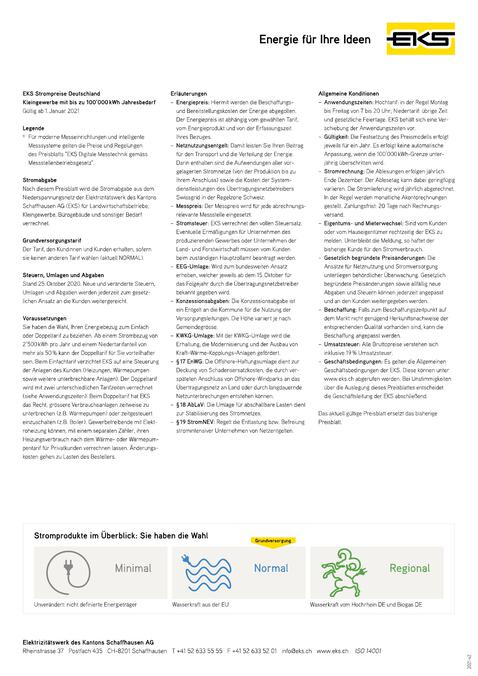 Energie für Ihre Ideen
EKS
EKS Strompreise Deutschland
Kleingewerbe mit bis zu 100'000 kWh Jahresbedarf
Gültig ab 1. Januar 2021
Legende
Für moderne Messeinrichtungen und intelligente
Messsysteme gelten die Preise und Regelungen
des Preisblatts "EKS Digitale Messtechnik gemäss
Messstellenbetriebsgesetz".
Stromabgabe
Nach diesem Preisblatt wird die Stromabgabe aus dem
Niederspannungsnetz der Elektrizitätswerk des Kantons
Schaffhausen AG (EKS) für Landwirtschaftsbetriebe,
Kleingewerbe, Bürogebäude und sonstiger Bedarf
verrechnet.
Grundversorgungstarif
Der Tarif, den Kundinnen und Kunden erhalten, sofern
sie keinen anderen Tarif wählen (aktuell NORMAL).
Steuern, Umlagen und Abgaben
Stand 25. Oktober 2020. Neue und veränderte Steuern,
Umlagen und Abgaben werden jederzeit zum gesetz-
lichen Ansatz an die Kunden weitergereicht.
Voraussetzungen
Sie haben die Wahl, Ihren Energiebezug zum Einfach
oder Doppeltarif zu beziehen. Ab einem Strombezug von
2'500 kWh pro Jahr und einem Niedertarifanteil von
mehr als 50 % kann der Doppeltarif für Sie vorteilhafter
sein. Beim Einfachtarif verzichtet EKS auf eine Steuerung
der Anlagen des Kunden (Heizungen, Wärmepumpen
sowie weitere unterbrechbare Anlagen). Der Doppeltarif
wird mit zwei unterschiedlichen Tarifzeiten verrechnet
(siehe Anwendungszeiten). Beim Doppeltarif hat EKS
das Recht, grössere Verbrauchsanlagen zeitweise zu
unterbrechen (z.B. Wärmepumpen) oder zeitgesteuert
einzuschalten (z.B. Boiler). Gewerbetreibende mit Elekt-
roheizung können, mit einem separaten Zähler, ihren
Heizungsverbrauch nach dem Wärme- oder Wärmepum-
pentarif für Privatkunden verrechnen lassen. Änderungs-
kosten gehen zu Lasten des Bestellers.
Erläuterungen
– Energiepreis: Hiermit werden die Beschaffungs-
und Bereitstellungskosten der Energie abgegolten.
Der Energiepreis ist abhängig vom gewählten Tarif,
vom Energieprodukt und von der Erfassungszeit
Ihres Bezuges.
– Netznutzungsentgelt: Damit leisten Sie Ihren Beitrag
für den Transport und die Verteilung der Energie.
Darin enthalten sind die Aufwendungen aller vor-
gelagerten Stromnetze (von der Produktion bis zu
Ihrem Anschluss) sowie die Kosten der System-
dienstleistungen des Übertragungsnetzbetreibers
Swissgrid in der Regelzone Schweiz.
– Messpreis: Der Messpreis wird für jede abrechnungs-
relevante Messstelle eingesetzt.
– Stromsteuer: EKS verrechnet den vollen Steuersatz.
Eventuelle Ermäßigungen für Unternehmen des
produzierenden Gewerbes oder Unternehmen der
Land- und Forstwirtschaft müssen vom Kunden
beim zuständigen Hauptzollamt beantragt werden.
– EEG-Umlage: Wird zum bundesweiten Ansatz
erhoben, welcher jeweils ab dem 15. Oktober für
das Folgejahr durch die Übertragungsnetzbetreiber
bekannt gegeben wird.
– Konzessionsabgaben: Die Konzessionsabgabe ist
ein Entgelt an die Kommune für die Nutzung der
Versorgungsleitungen. Die Höhe variiert je nach
Gemeindegrösse.
– KWKG-Umlage: Mit der KWKG-Umlage wird die
Erhaltung, die Modernisierung und der Ausbau von
Kraft-Wärme-Kopplungs-Anlagen gefördert.
– § 17 EnWG: Die Offshore-Haftungsumlage dient zur
Deckung von Schadensersatzkosten, die durch ver-
späteten Anschluss von Offshore-Windparks an das
Übertragungsnetz an Land oder durch langdauernde
Netzunterbrechungen entstehen können.
– § 18 AbLaV: Die Umlage für abschaltbare Lasten dient
zur Stabilisierung des Stromnetzes.
– § 19 StromNEV: Regelt die Entlastung bzw. Befreiung
stromintensiver Unternehmen von Netzentgelten.
Allgemeine Konditionen
– Anwendungszeiten: Hochtarif: in der Regel Montag
bis Freitag von 7 bis 20 Uhr; Niedertarif: übrige Zeit
und gesetzliche Feiertage. EKS behält sich eine Ver-
schiebung der Anwendungszeiten vor.
– Gültigkeit: Die Festsetzung des Preismodells erfolgt
jeweils für ein Jahr. Es erfolgt keine automatische
Anpassung, wenn die 100'000 kWh-Grenze unter-
jährig überschritten wird.
– Stromrechnung: Die Ablesungen erfolgen jährlich
Ende Dezember. Der Ablesetag kann dabei geringfügig
variieren. Die Stromlieferung wird jährlich abgerechnet.
In der Regel werden monatliche Akontorechnungen
gestellt. Zahlungsfrist: 20 Tage nach Rechnungs-
versand.
– Eigentums- und Mieterwechsel: Sind vom Kunden
oder vom Hauseigentümer rechtzeitig der EKS zu
melden. Unterbleibt die Meldung, so haftet der
bisherige Kunde für den Stromverbrauch.
– Gesetzlich begründete Preisänderungen: Die
Ansätze für Netznutzung und Stromversorgung
unterliegen behördlicher Überwachung. Gesetzlich
begründete Preisänderungen sowie allfällig neue
Abgaben und Steuern können jederzeit angepasst
und an den Kunden weitergegeben werden.
– Beschaffung: Falls zum Beschaffungszeitpunkt auf
dem Markt nicht genügend Herkunftsnachweise der
entsprechenden Qualität vorhanden sind, kann die
Beschaffung angepasst werden.
– Umsatzsteuer: Alle Bruttopreise verstehen sich
inklusive 19 % Umsatzsteuer.
– Geschäftsbedingungen: Es gelten die Allgemeinen
Geschäftsbedingungen der EKS. Diese können unter
www.eks.ch abgerufen werden. Bei Unstimmigkeiten
über die Auslegung dieses Preisblattes entscheidet
die Geschäftsleitung der EKS abschließend.
Das aktuell gültige Preisblatt ersetzt das bisherige
Preisblatt.
Stromprodukte im Überblick: Sie haben die Wahl
Grundversorgung
Minimal
Normal
Regional
Unverändert: nicht definierte Energieträger
Wasserkraft aus der EU
Wasserkraft vom Hochrhein DE und Biogas DE
Elektrizitätswerk des Kantons Schaffhausen AG
Rheinstrasse 37 Postfach 435 CH-8201 Schaffhausen T +41 52 633 55 55 F +41 52 633 52 01 info@eks.ch www.eks.ch ISO 14001